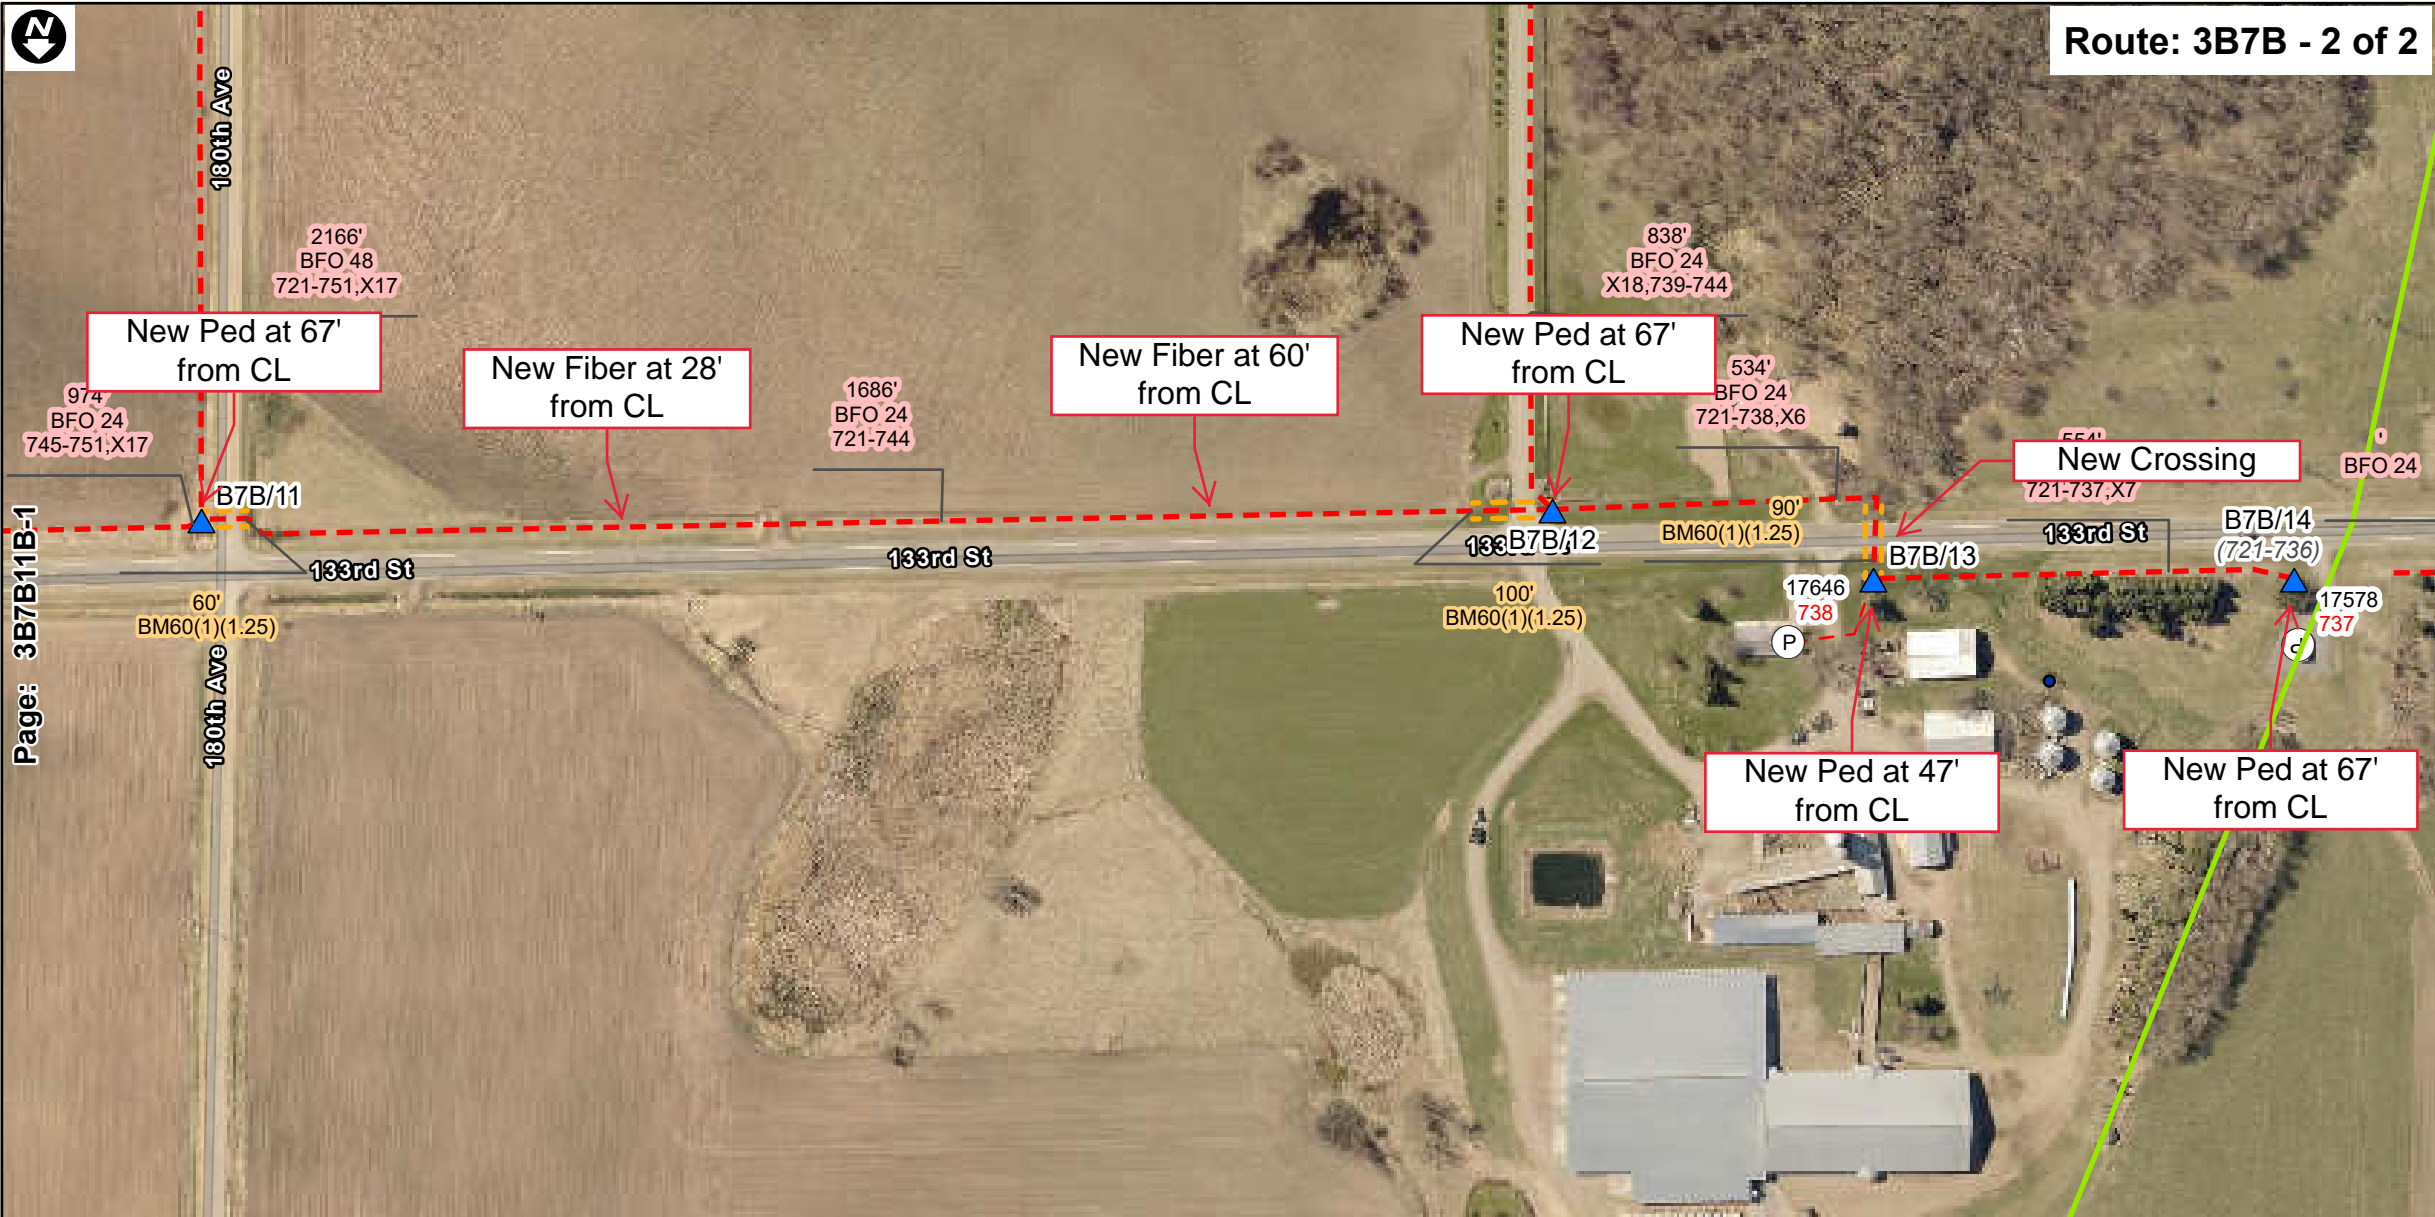 N
Route: 3B7B - 2 of 2
180th Ave
2166'
BFO 48
721-751,X17
838'
BFO 24
X18,739-744
New Ped at 67'
from CL
New Fiber at 28'
from CL
New Fiber at 60'
from CL
New Ped at 67'
from CL
974'
BFO 24
745-751,X17
1686'
BFO 24
721-744
534'
BFO 24
721-738,X6
New Crossing
721-737,X7
'
BFO 24
B7B/11
B7B/12
90'
BM60(1)(1.25)
133rd St
B7B/14
(721-736)
133rd St
133rd St
B7B/13
Page: 3B7B11B-1
60'
BM60(1)(1.25)
100'
BM60(1)(1.25)
17646
738
P
17578
737
P
180th Ave
New Ped at 47'
from CL
New Ped at 67'
from CL